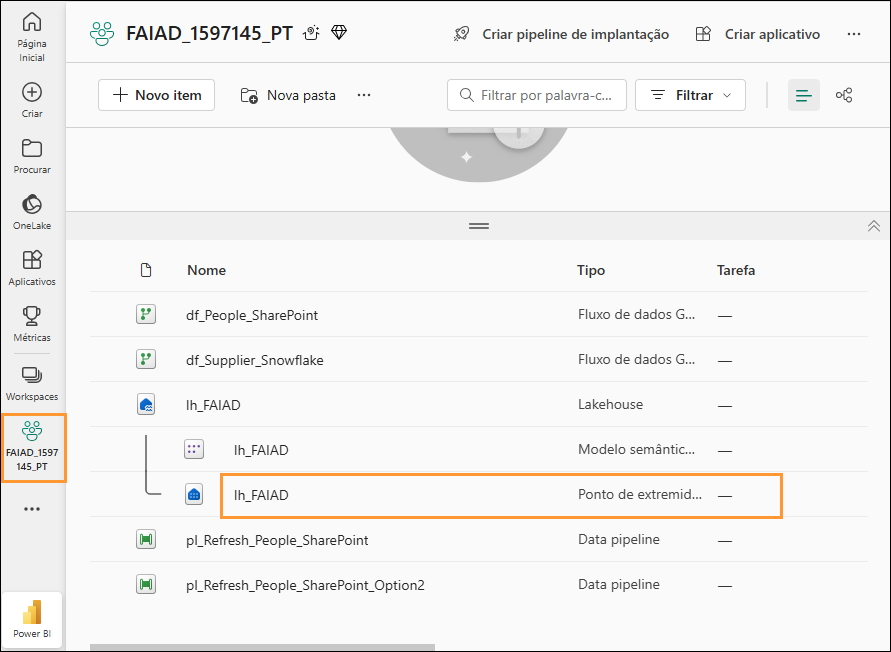 Página
Inicial
Criar
Procurar
OneLake
Aplicativos
Métricas
Workspaces
FAIAD_1597
145_PT
Power BI
FAIAD_1597145_PT
Criar pipeline de implantação
Criar aplicativo
Novo item
Nova pasta
Filtrar por palavra-c...
Filtrar
Nome Tipo Tarefa
df_People_SharePoint Fluxo de dados G... —
df_Supplier_Snowflake Fluxo de dados G... —
lh_FAIAD Lakehouse —
lh_FAIAD Modelo semântic... —
lh_FAIAD Ponto de extremid... —
pl_Refresh_People_SharePoint Data pipeline —
pl_Refresh_People_SharePoint_Option2 Data pipeline —